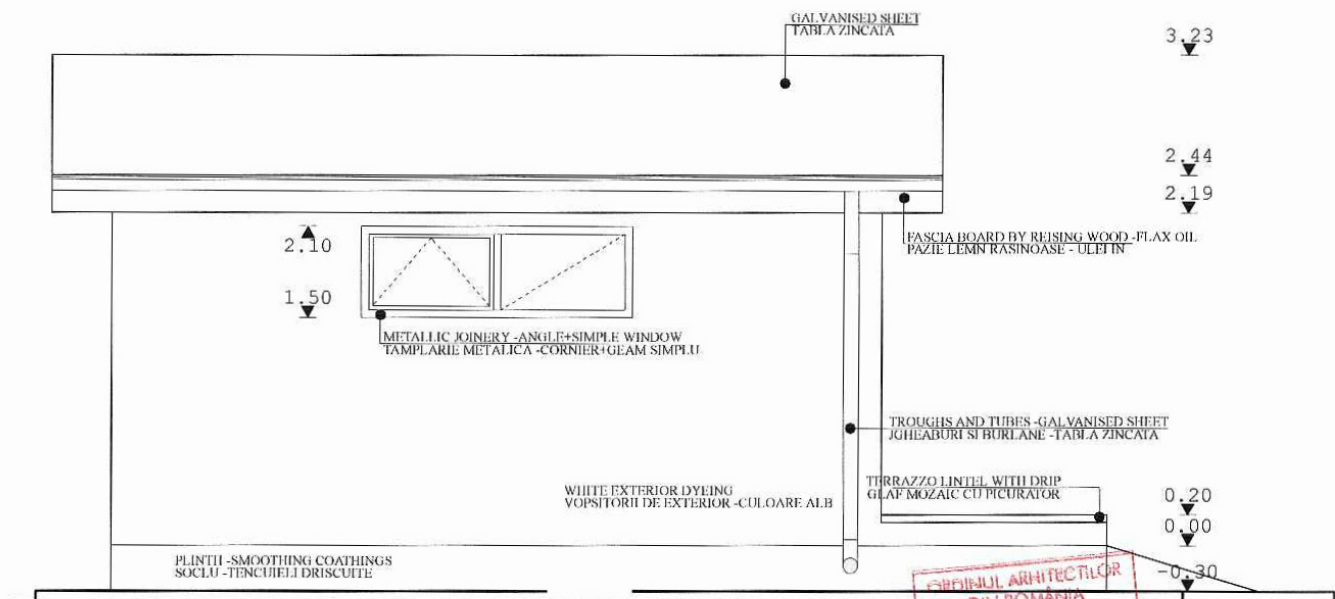 GALVANISED SHEET
TABLA ZINCATA
3.23
2.44
2.19
FASCIA BOARD BY REISING WOOD -FLAX OIL
PAZIE LEMN RASINOASE - ULEI IN
2.10
1.50
METALLIC JOINERY -ANGLE+SIMPLE WINDOW
TAMPLARIE METALICA -CORNIER+GEAM SIMPLU
TROUGHS AND TUBES -GALVANISED SHEET
JGHEABURI SI BURLANE -TABLA ZINCATA
WHITE EXTERIOR DYEING
VOPSITORII DE EXTERIOR -CULOARE ALB
TERRAZO LINTEL WITH DRIP
GLAF MOZAIC CU PICURATOR
0.20
0.00
PLINTH -SMOOTHING COATHINGS
SOCLU -TENCUIELI DRISCUITE
-0.30
ORDINUL ARHITECTILOR
DIN ROMÂNIA